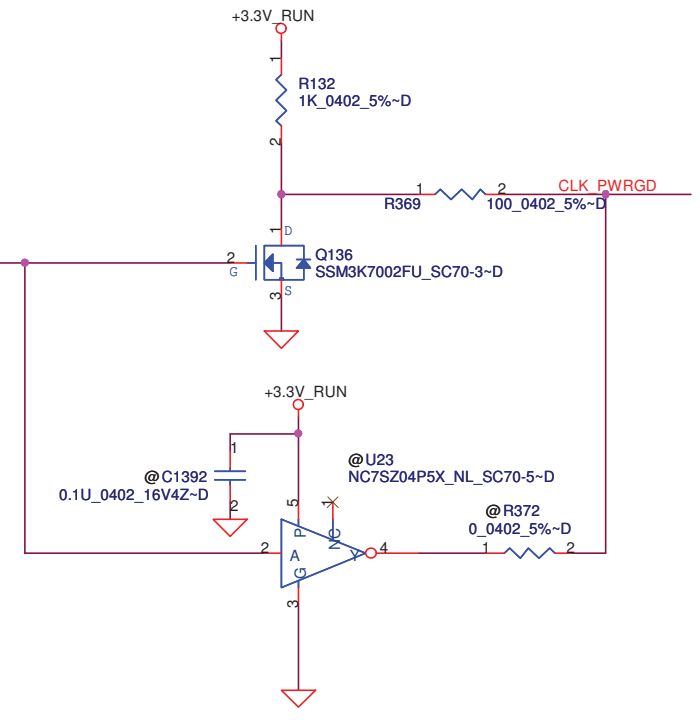 +3.3V_RUN
1
R132
1K_0402_5%~D
2
1
2
CLK_PWRGD
R369
100_0402_5%~D
1
D
2
G
Q136
SSM3K7002FU_SC70-3~D
3
S
+3.3V_RUN
1
@C1392
0.1U_0402_16V4Z~D
2
@U23
NC7SZ04P5X_NL_SC70-5~D
5
1
P
NC
@R372
0_0402_5%~D
2
A
Y
4
1
2
G
3